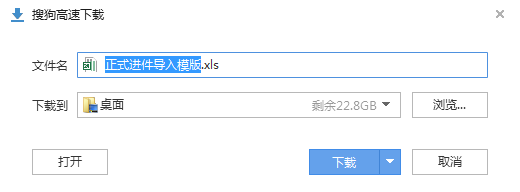 搜狗高速下载
文件名 正式进件导入模版.xls
下载到 桌面 剩余22.8GB 浏览...
打开 下载 取消